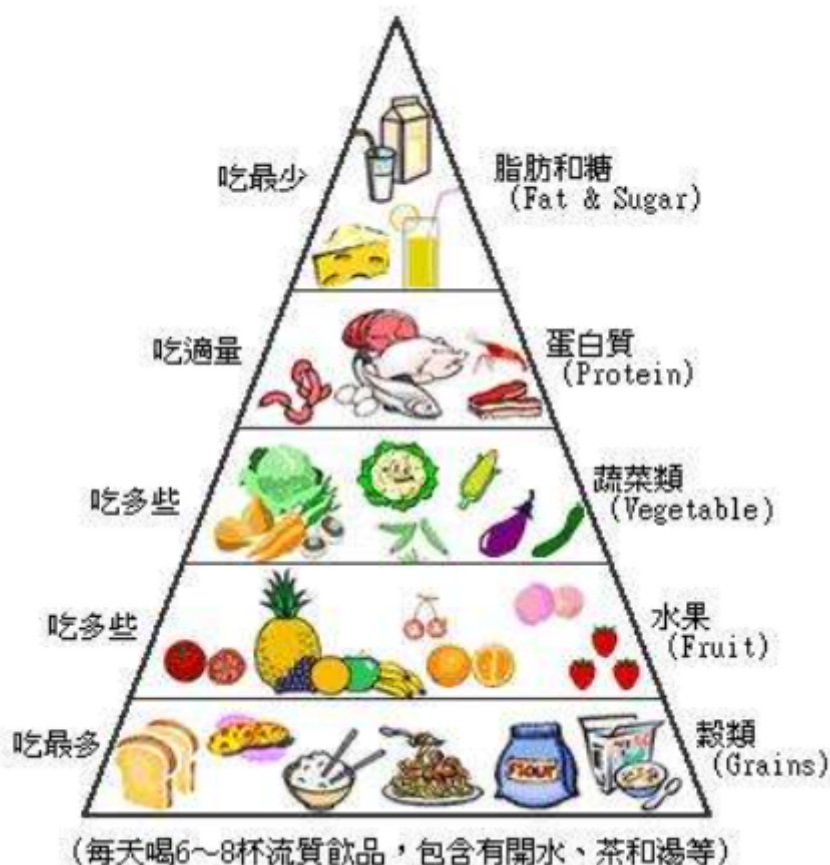 吃最少
脂肪和糖
(Fat & Sugar)
吃適量
蛋白質
(Protein)
吃多些
蔬菜類
(Vegetable)
吃多些
水果
(Fruit)
吃最多
穀類
(Grains)
FLOUR
(每天喝6~8杯流質飲品，包含有開水、茶和湯等)